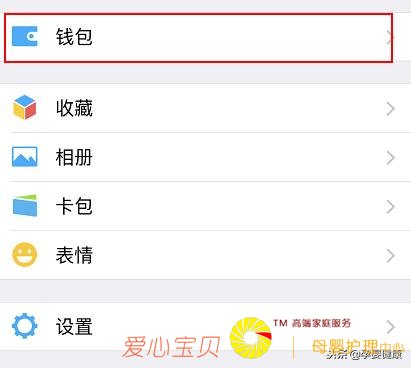 钱包
收藏
相册
卡包
表情
设置
TM 高端家庭服务
爱心宝贝
母婴护理中心
头条 @孕婴健康